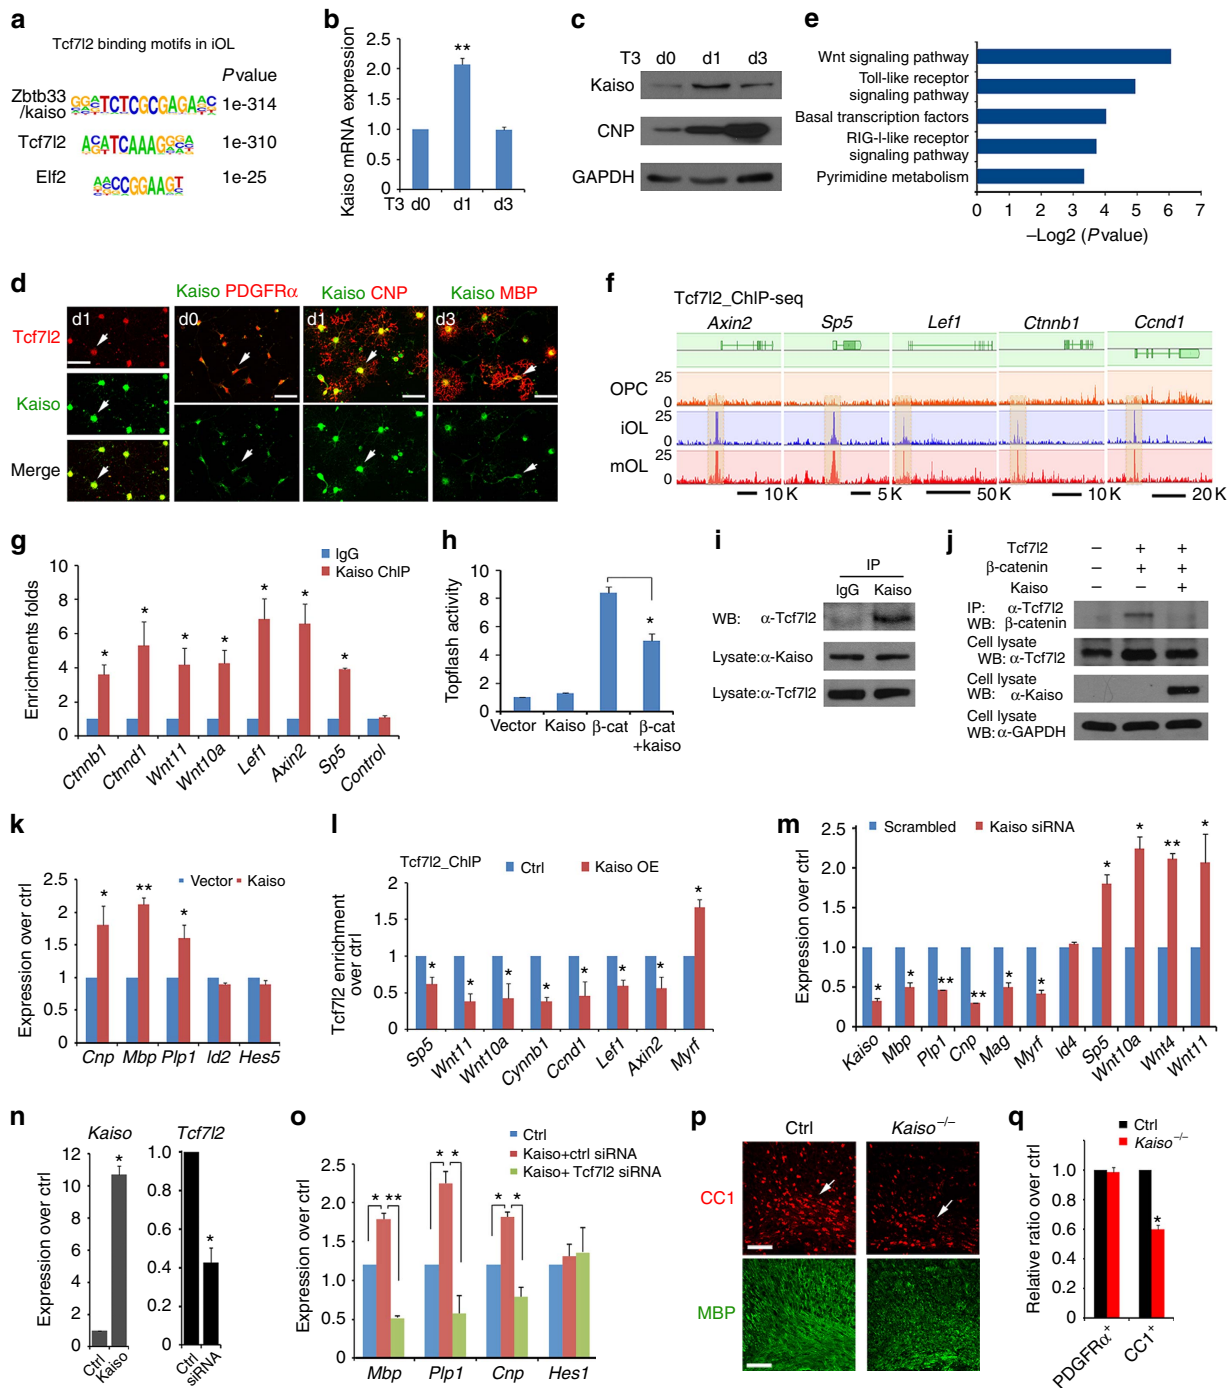 a
Tcf7l2 binding motifs in iOL
P value
Zbtb33
/kaiso
GGATCTCGCGAGAAC
1e-314
Tcf7l2
ACATCAAAGGGA
1e-310
Elf2
AACCCGGAAGT
1e-25
b
Kaiso mRNA expression
2.5
2.0
1.5
1.0
0.5
0
**
T3 d0 d1 d3
c
T3 d0 d1 d3
Kaiso
CNP
GAPDH
e
Wnt signaling pathway
Toll-like receptor
signaling pathway
Basal transcription factors
RIG-I-like receptor
signaling pathway
Pyrimidine metabolism
0 1 2 3 4 5 6 7
–Log2 (Pvalue)
d
Kaiso PDGFRα
Kaiso CNP
Kaiso MBP
d1
d0
d1
d3
Tcf7l2
Kaiso
Merge
f
Tcf7l2_ChIP-seq
Axin2 Sp5 Lef1 Ctnnb1 Ccnd1
OPC 25
0
iOL 25
0
mOL 25
0
10 K 5 K 50 K 10 K 20 K
g
IgG
Kaiso ChIP
Enrichments folds
10
8
6
4
2
0
* * * * * * *
Ctnnb1 Ctnnd1 Wnt11 Wnt10a Lef1 Axin2 Sp5 Control
h
Topflash activity
10
8
6
4
2
0
*
Vector Kaiso β-cat β-cat
+kaiso
i
IP
IgG Kaiso
WB: α-Tcf7l2
Lysate:α-Kaiso
Lysate:α-Tcf7l2
j
Tcf7l2 – + +
β-catenin – + +
Kaiso – – +
IP: α-Tcf7l2
WB: β-catenin
Cell lysate
WB: α-Tcf7l2
Cell lysate
WB: α-Kaiso
Cell lysate
WB: α-GAPDH
k
Vector Kaiso
Expression over ctrl
2.5
2
1.5
1
0.5
0
* ** *
Cnp Mbp Plp1 Id2 Hes5
l
Tcf7l2_ChIP
Ctrl Kaiso OE
Tcf7l2 enrichment
over ctrl
2
1.5
1
0.5
0
* * * * * * * *
Sp5 Wnt11 Wnt10a Cynnb1 Ccnd1 Lef1 Axin2 Myrf
m
Scrambled Kaiso siRNA
Expression over ctrl
2.5
2.0
1.5
1.0
0.5
0
* * ** ** * * * * ** *
Kaiso Mbp Plp1 Cnp Mag Myrf Id4 Sp5 Wnt10a Wnt4 Wnt11
n
Kaiso
Tcf7l2
Expression over ctrl
12
10
8
6
4
2
0
*
Ctrl Kaiso
1.0
0.8
0.6
0.4
0.2
0
*
Ctrl siRNA
o
Ctrl
Kaiso+ctrl siRNA
Kaiso+ Tcf7l2 siRNA
Expression over ctrl
2.5
2.0
1.5
1.0
0.5
0
* ** * * * *
Mbp Plp1 Cnp Hes1
p
Ctrl Kaiso–/–
CC1
MBP
q
Ctrl
Kaiso–/–
Relative ratio over ctrl
1.0
0.8
0.6
0.4
0.2
0
*
PDGFRα+ CC1+